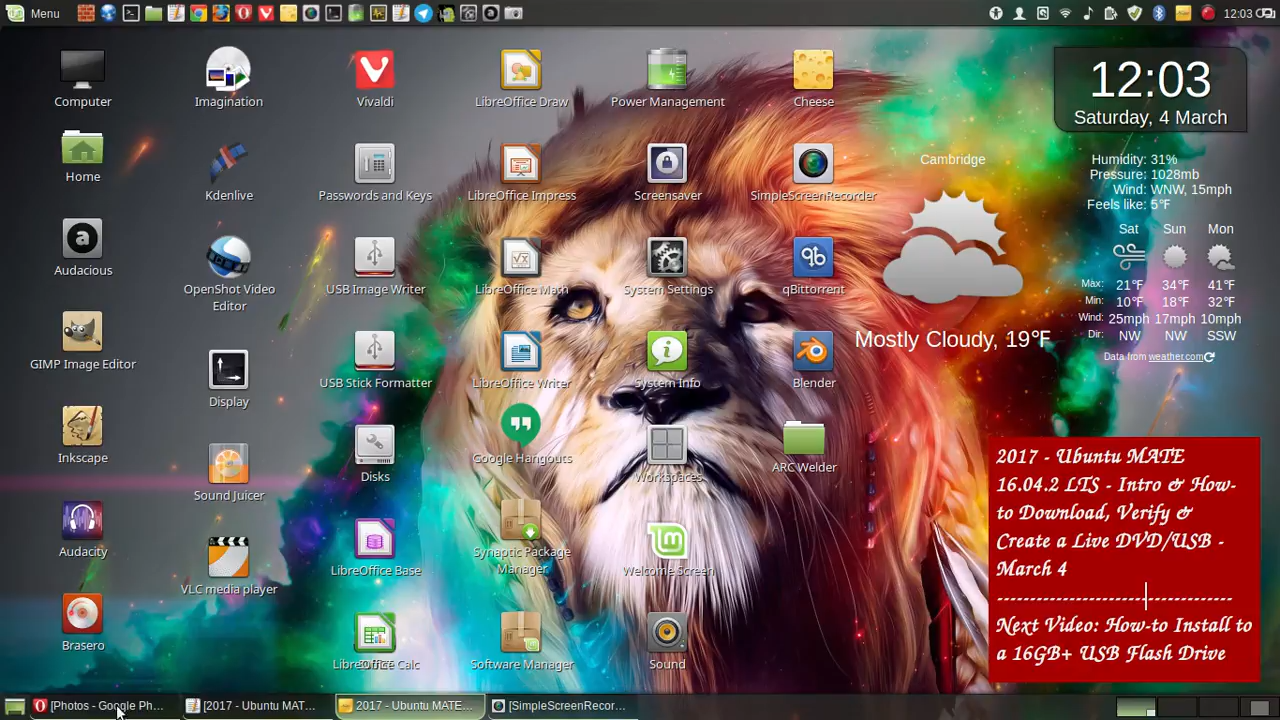 Menu
12:03
Computer
Imagination
Vivaldi
LibreOffice Draw
Power Management
Cheese
12:03
Saturday, 4 March
Home
Kdenlive
Passwords and Keys
LibreOffice Impress
Screensaver
SimpleScreenRecorder
Cambridge
Humidity: 31%
Pressure: 1028mb
Wind: WNW, 15mph
Feels like: 5°F
Sat Sun Mon
Max: 21°F 34°F 41°F
Min: 10°F 18°F 32°F
Wind: 25mph 17mph 10mph
Dir: NW NW SSW
Data from weather.com
Mostly Cloudy, 19°F
Audacious
OpenShot Video
Editor
USB Image Writer
LibreOffice Math
System Settings
qBittorrent
GIMP Image Editor
Display
USB Stick Formatter
LibreOffice Writer
System Info
Blender
Inkscape
Sound Juicer
Disks
Google Hangouts
Workspaces
ARC Welder
Audacity
VLC media player
LibreOffice Base
Synaptic Package
Manager
Welcome Screen
Brasero
LibreOffice Calc
Software Manager
Sound
2017 - Ubuntu MATE
16.04.2 LTS - Intro & How-
to Download, Verify &
Create a Live DVD/USB -
March 4
-----------------------------------
Next Video: How-to Install to
a 16GB+ USB Flash Drive
[Photos - Google Ph...
[2017 - Ubuntu MAT...
2017 - Ubuntu MATE...
[SimpleScreenRecor...